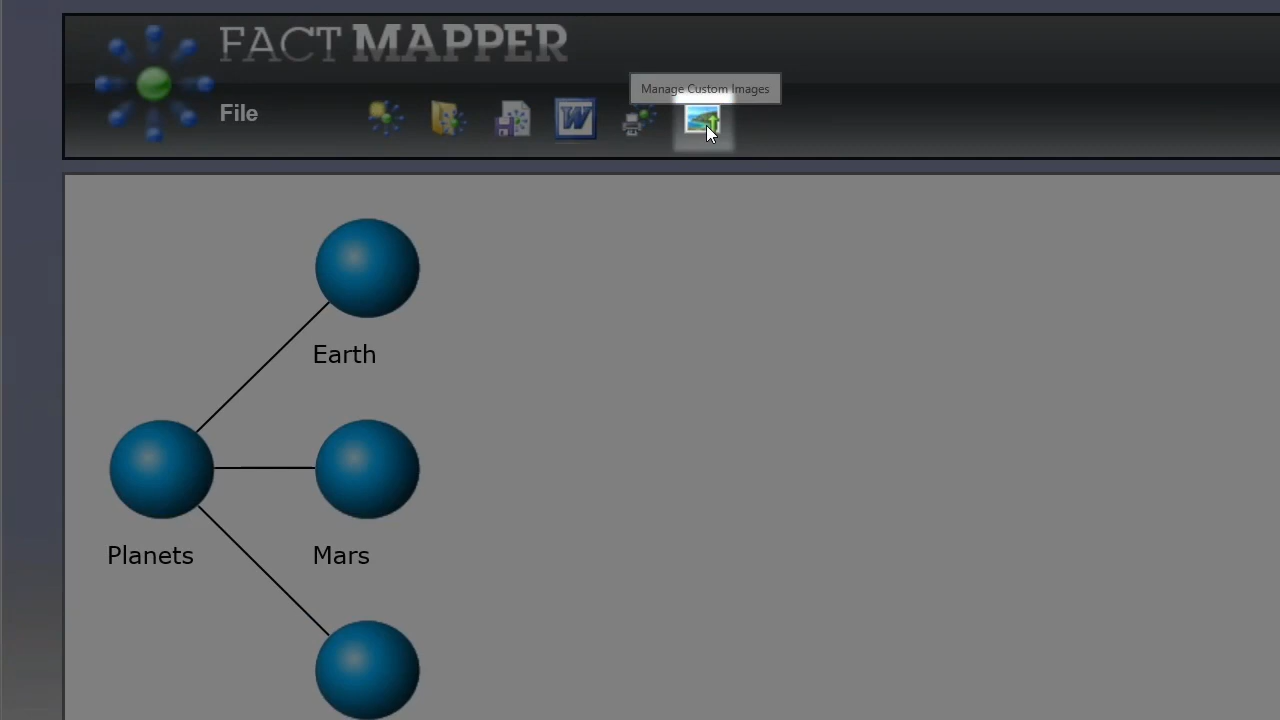 FACT MAPPER
Manage Custom Images
File
W
Earth
Planets
Mars